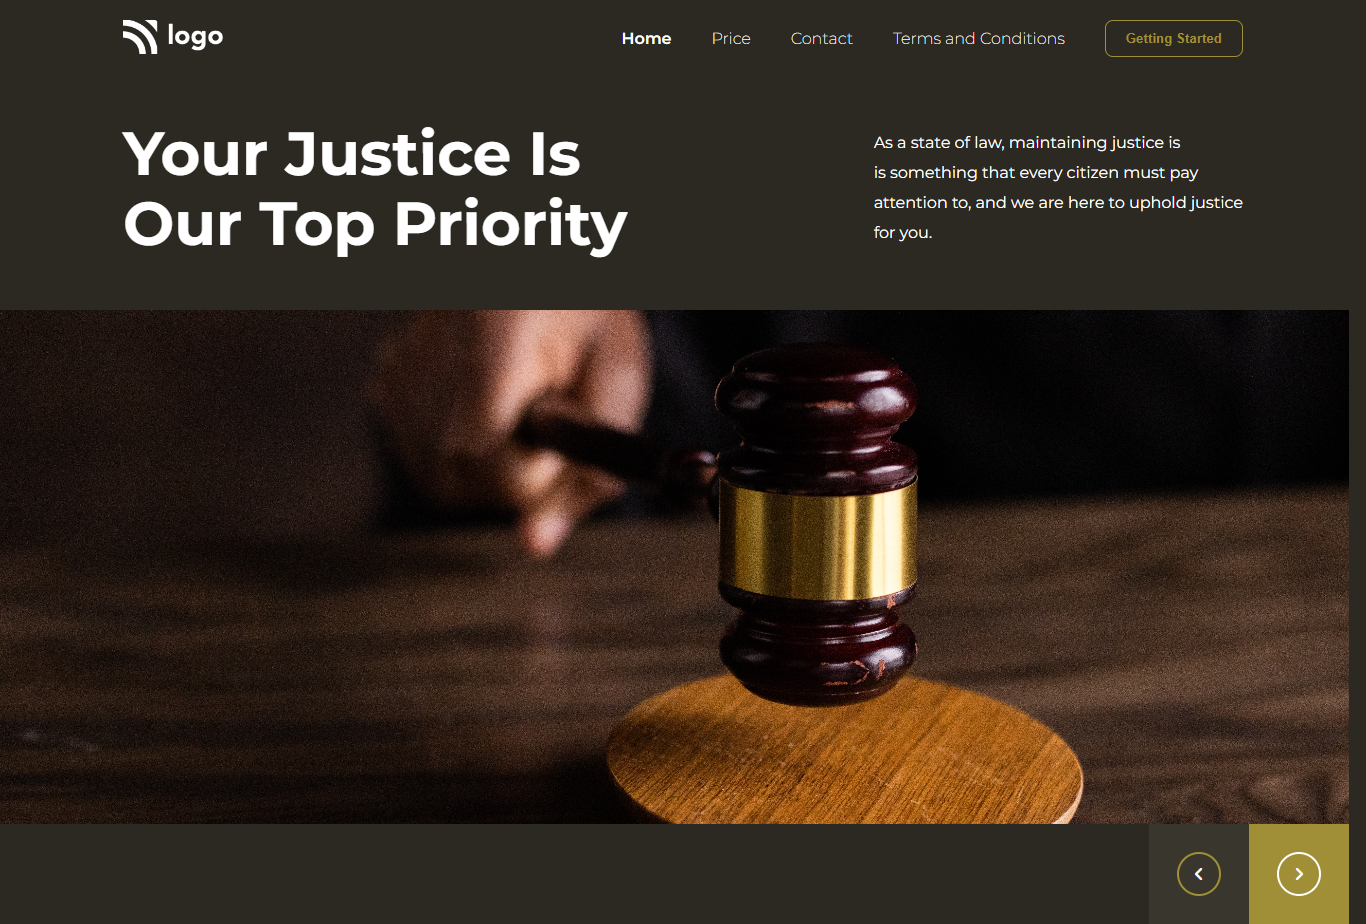 logo
Home Price Contact Terms and Conditions Getting Started
Your Justice Is
Our Top Priority
As a state of law, maintaining justice is
is something that every citizen must pay
attention to, and we are here to uphold justice
for you.